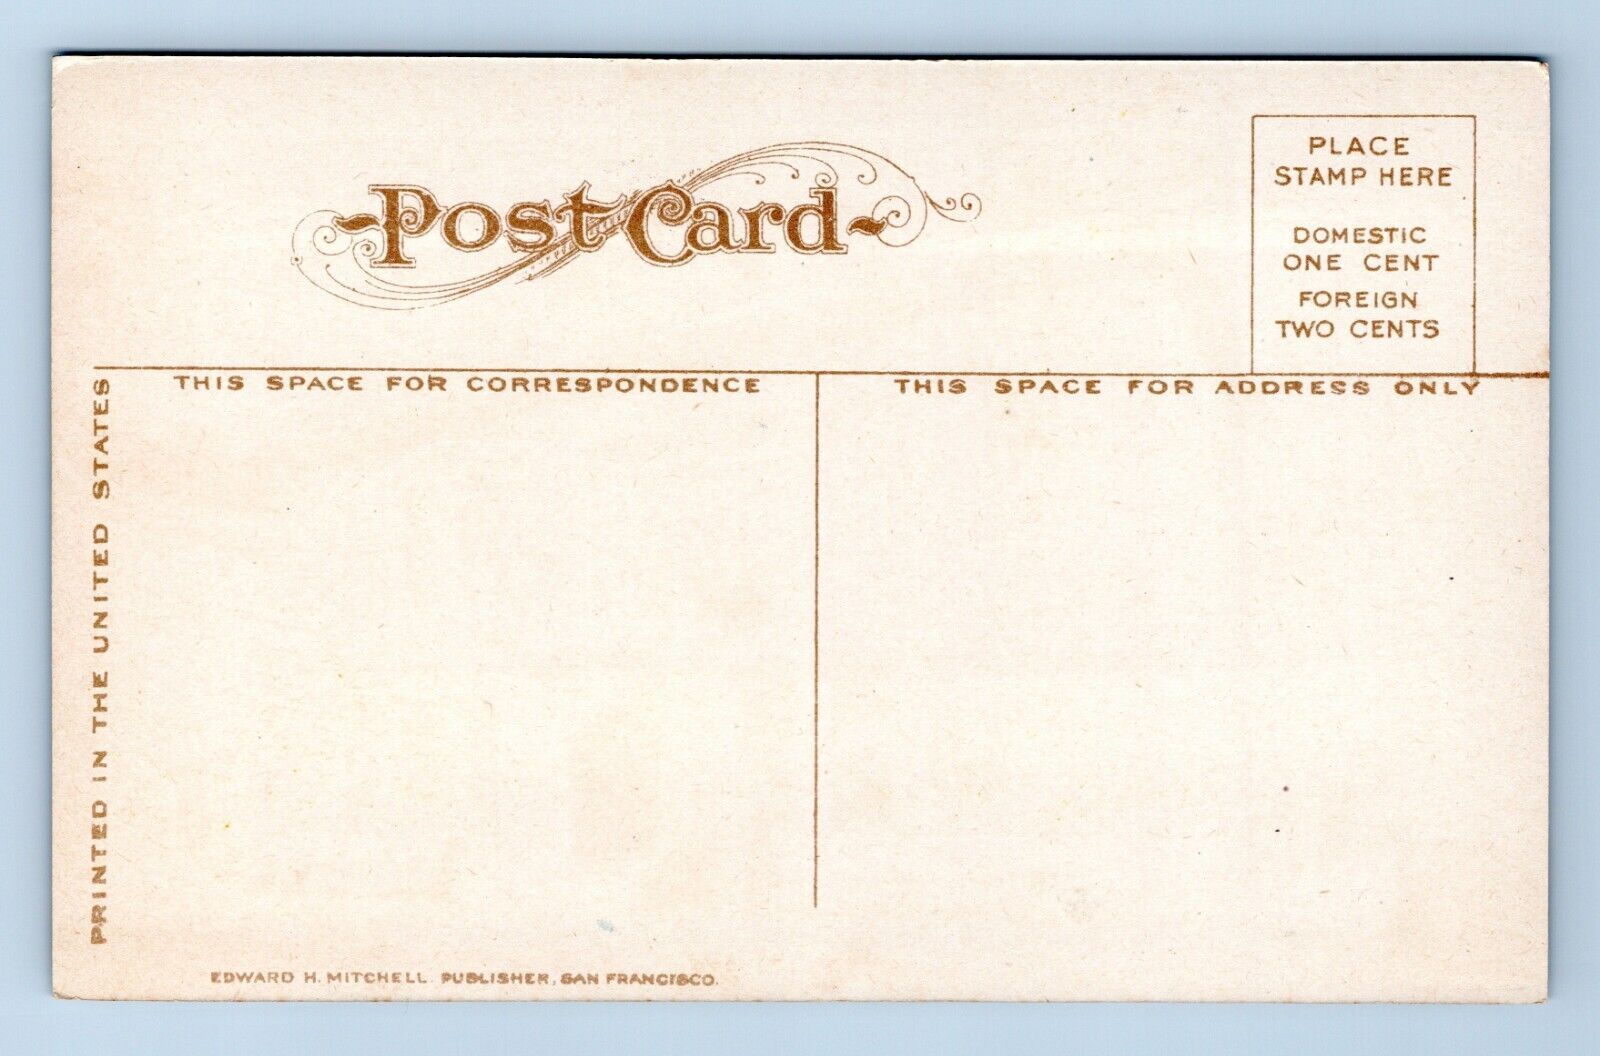 Post Card
PLACE
STAMP HERE
DOMESTIC
ONE CENT
FOREIGN
TWO CENTS
THIS SPACE FOR CORRESPONDENCE
THIS SPACE FOR ADDRESS ONLY
PRINTED IN THE UNITED STATES
EDWARD H. MITCHELL. PUBLISHER, SAN FRANCISCO.